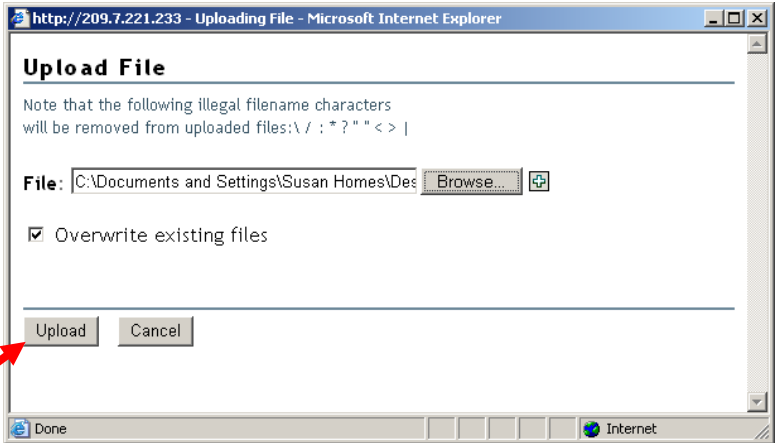 http://209.7.221.233 - Uploading File - Microsoft Internet Explorer
Upload File
Note that the following illegal filename characters
will be removed from uploaded files:\ / : * ? " " < > |
File: C:\Documents and Settings\Susan Homes\Des Browse...
Overwrite existing files
Upload Cancel
Done Internet